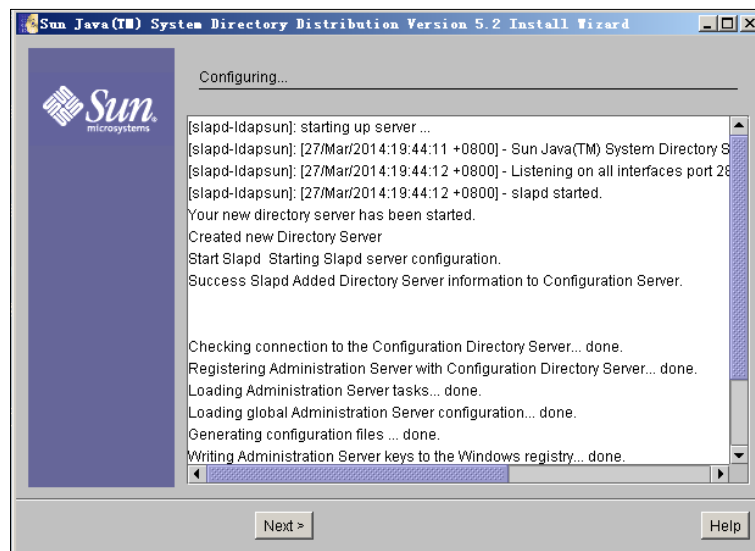 Sun Java(TM) System Directory Distribution Version 5.2 Install Wizard
Configuring...
Sun
microsystems
[slapd-ldapsun]: starting up server ...
[slapd-ldapsun]: [27/Mar/2014:19:44:11 +0800] - Sun Java(TM) System Directory S
[slapd-ldapsun]: [27/Mar/2014:19:44:12 +0800] - Listening on all interfaces port 28
[slapd-ldapsun]: [27/Mar/2014:19:44:12 +0800] - slapd started.
Your new directory server has been started.
Created new Directory Server
Start Slapd  Starting Slapd server configuration.
Success Slapd Added Directory Server information to Configuration Server.
Checking connection to the Configuration Directory Server... done.
Registering Administration Server with Configuration Directory Server... done.
Loading Administration Server tasks... done.
Loading global Administration Server configuration... done.
Generating configuration files ... done.
Writing Administration Server keys to the Windows registry... done.
Next >
Help